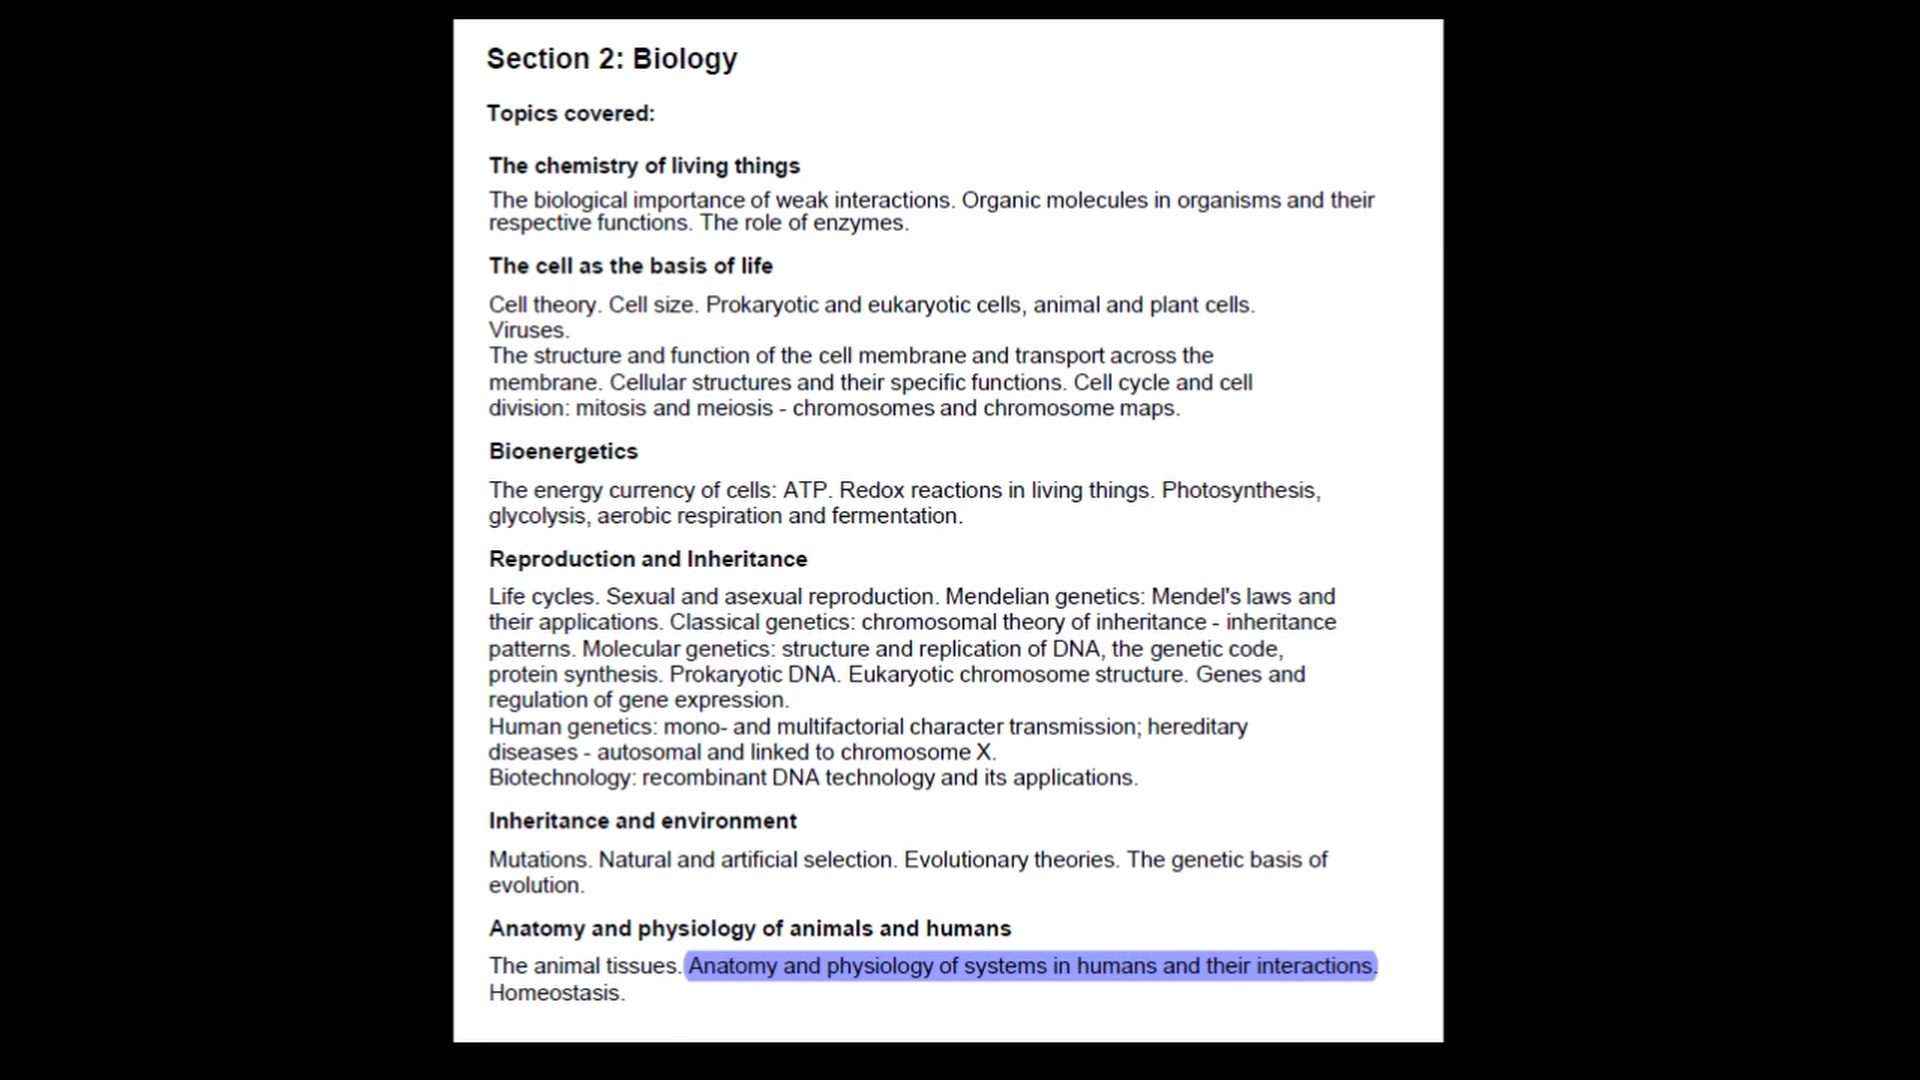 Section 2: Biology
Topics covered:
The chemistry of living things
The biological importance of weak interactions. Organic molecules in organisms and their
respective functions. The role of enzymes.
The cell as the basis of life
Cell theory. Cell size. Prokaryotic and eukaryotic cells, animal and plant cells.
Viruses.
The structure and function of the cell membrane and transport across the
membrane. Cellular structures and their specific functions. Cell cycle and cell
division: mitosis and meiosis - chromosomes and chromosome maps.
Bioenergetics
The energy currency of cells: ATP. Redox reactions in living things. Photosynthesis,
glycolysis, aerobic respiration and fermentation.
Reproduction and Inheritance
Life cycles. Sexual and asexual reproduction. Mendelian genetics: Mendel's laws and
their applications. Classical genetics: chromosomal theory of inheritance - inheritance
patterns. Molecular genetics: structure and replication of DNA, the genetic code,
protein synthesis. Prokaryotic DNA. Eukaryotic chromosome structure. Genes and
regulation of gene expression.
Human genetics: mono- and multifactorial character transmission; hereditary
diseases - autosomal and linked to chromosome X.
Biotechnology: recombinant DNA technology and its applications.
Inheritance and environment
Mutations. Natural and artificial selection. Evolutionary theories. The genetic basis of
evolution.
Anatomy and physiology of animals and humans
The animal tissues. Anatomy and physiology of systems in humans and their interactions.
Homeostasis.